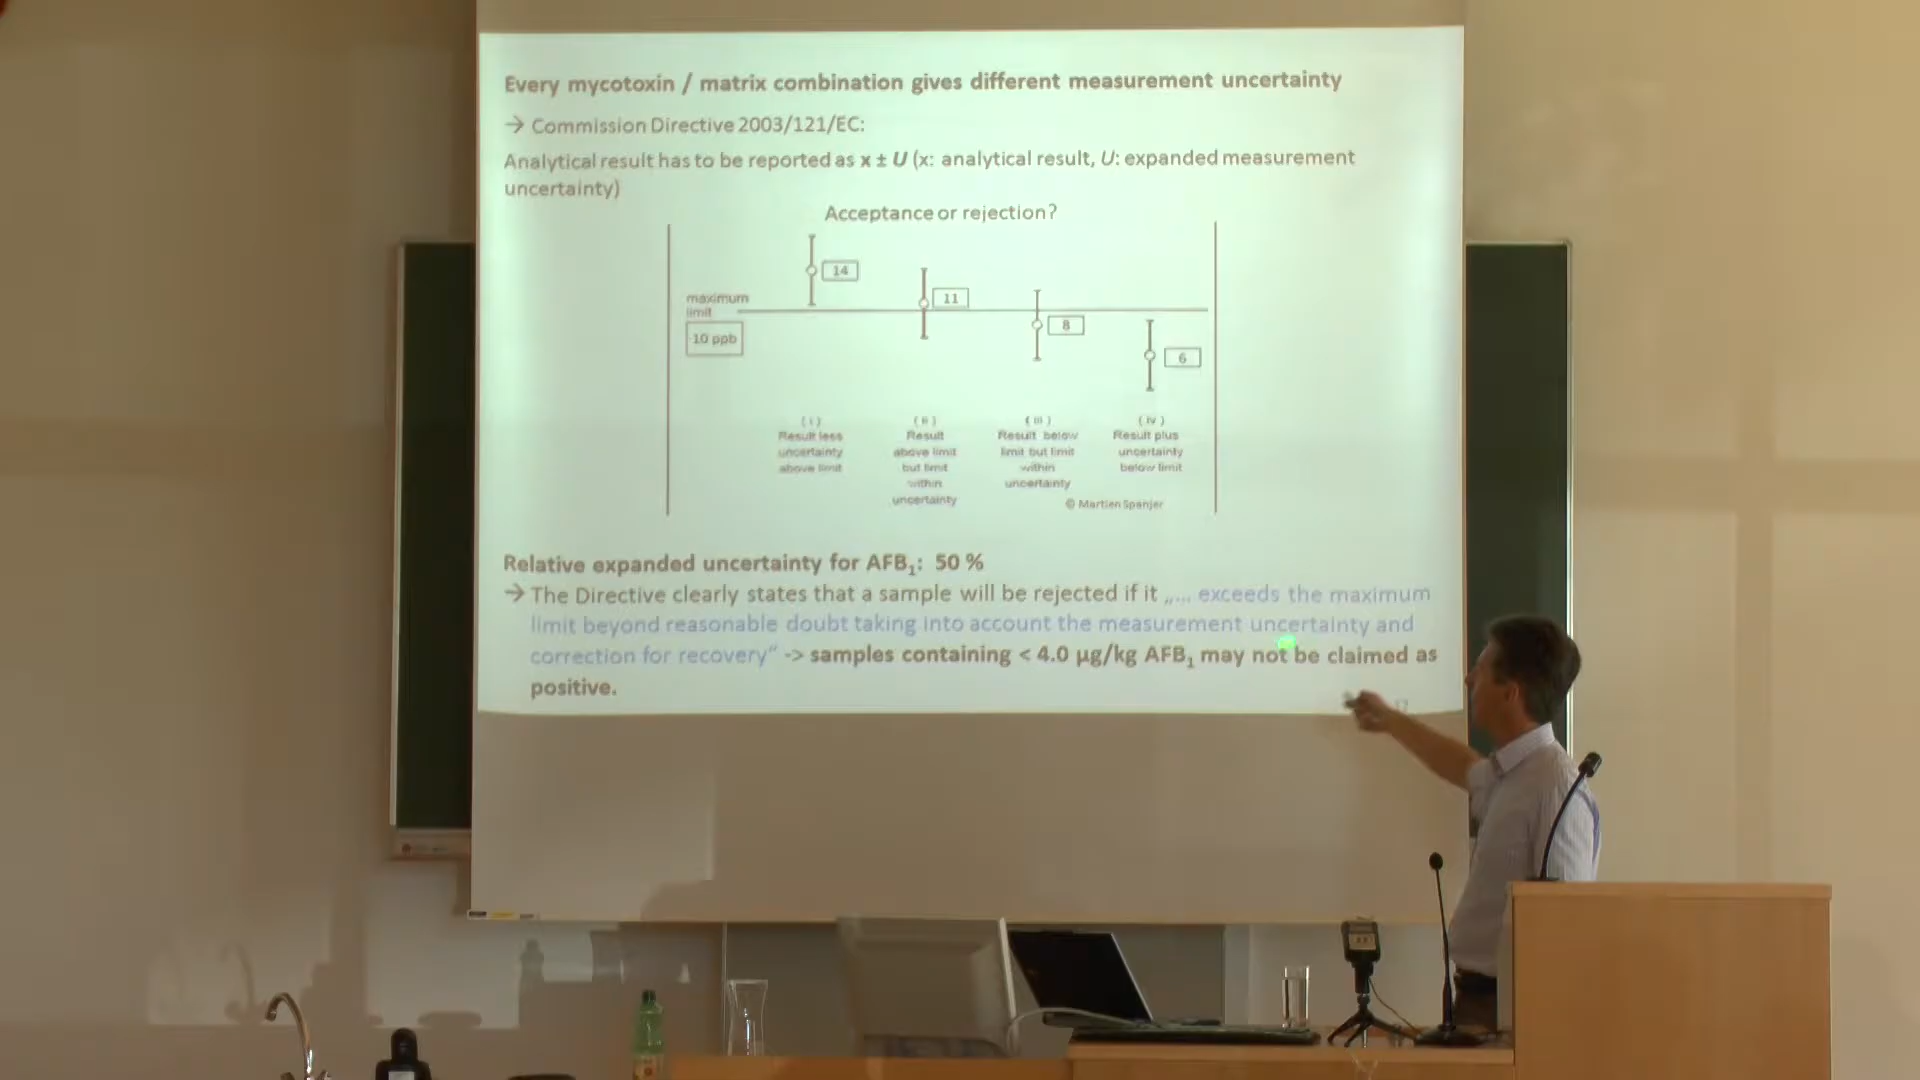 Every mycotoxin / matrix combination gives different measurement uncertainty
→ Commission Directive 2003/121/EC:
Analytical result has to be reported as x ± U (x: analytical result, U: expanded measurement
uncertainty)
Acceptance or rejection?
14
11
maximum
limit
10 ppb
8
6
(i)
Result less
uncertainty
above limit
(ii)
Result
above limit
but limit
within
uncertainty
(iii)
Result below
limit but limit
within
uncertainty
(iv)
Result plus
uncertainty
below limit
© Martien Spanjer
Relative expanded uncertainty for AFB₁: 50 %
→ The Directive clearly states that a sample will be rejected if it „... exceeds the maximum
limit beyond reasonable doubt taking into account the measurement uncertainty and
correction for recovery“ -> samples containing < 4.0 µg/kg AFB₁ may not be claimed as
positive.